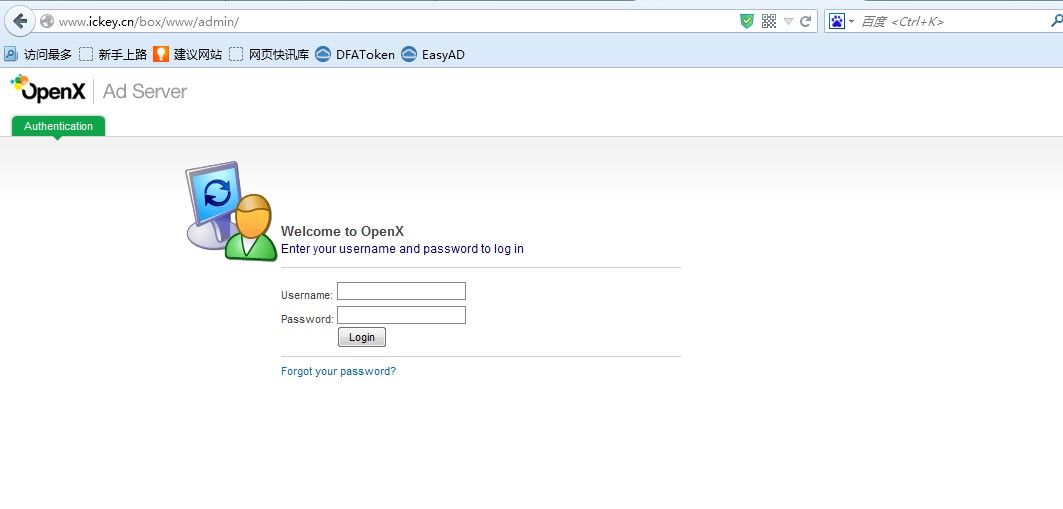 www.ickey.cn/box/www/admin/
百度 <Ctrl+K>
访问最多 新手上路 建议网站 网页快讯库 DFAToken EasyAD
OpenX Ad Server
Authentication
Welcome to OpenX
Enter your username and password to log in
Username:
Password:
Login
Forgot your password?